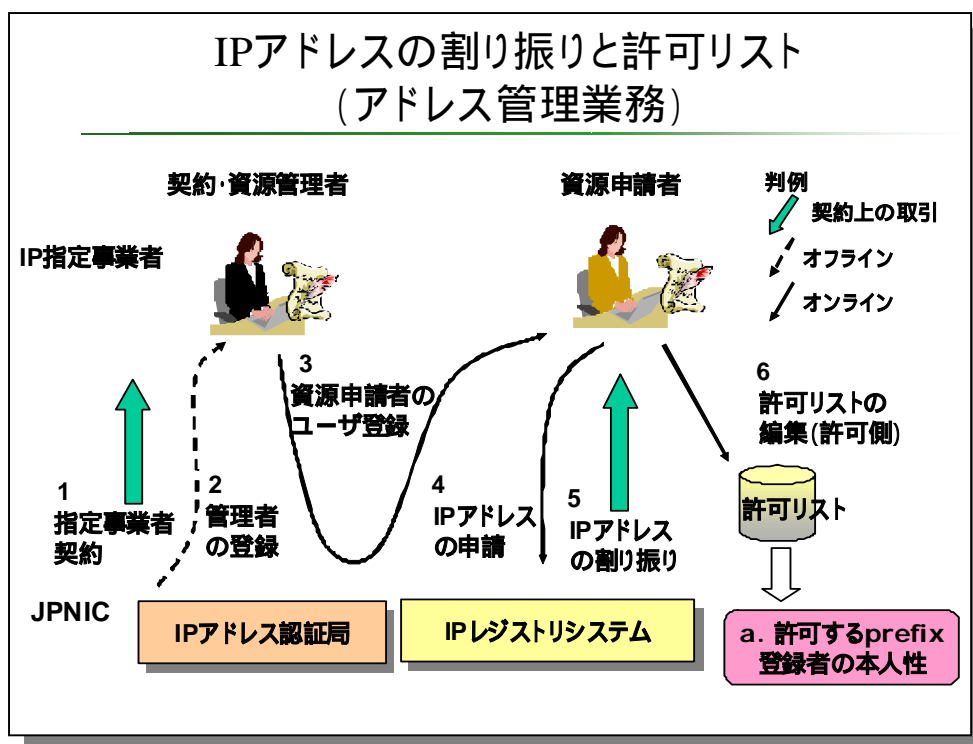 IPアドレスの割り振りと許可リスト
(アドレス管理業務)
契約・資源管理者
資源申請者
判例
契約上の取引
オフライン
オンライン
IP指定事業者
1
指定事業者
契約
2
管理者
の登録
3
資源申請者の
ユーザ登録
4
IPアドレス
の申請
5
IPアドレス
の割り振り
6
許可リストの
編集(許可側)
許可リスト
JPNIC
IPアドレス認証局
IPレジストリシステム
a. 許可するprefix
登録者の本人性